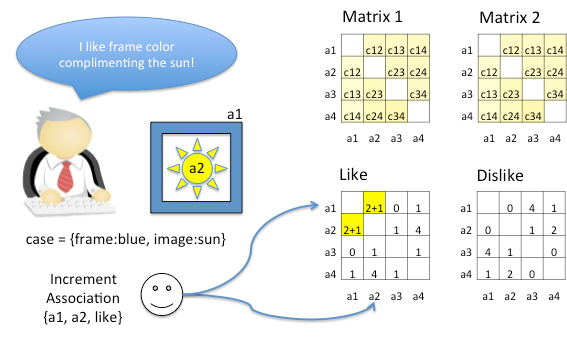 I like frame color
complimenting the sun!
a1
a2
case = {frame:blue, image:sun}
Increment
Association
{a1, a2, like}
Matrix 1
a1 c12 c13 c14
a2 c12 c23 c24
a3 c13 c23 c34
a4 c14 c24 c34
a1 a2 a3 a4
Matrix 2
a1 c12 c13 c14
a2 c12 c23 c24
a3 c13 c23 c34
a4 c14 c24 c34
a1 a2 a3 a4
Like
a1 2+1 0 1
a2 2+1 1 4
a3 0 1 1
a4 1 4 1
a1 a2 a3 a4
Dislike
a1 0 4 1
a2 0 1 2
a3 4 1 0
a4 1 2 0
a1 a2 a3 a4